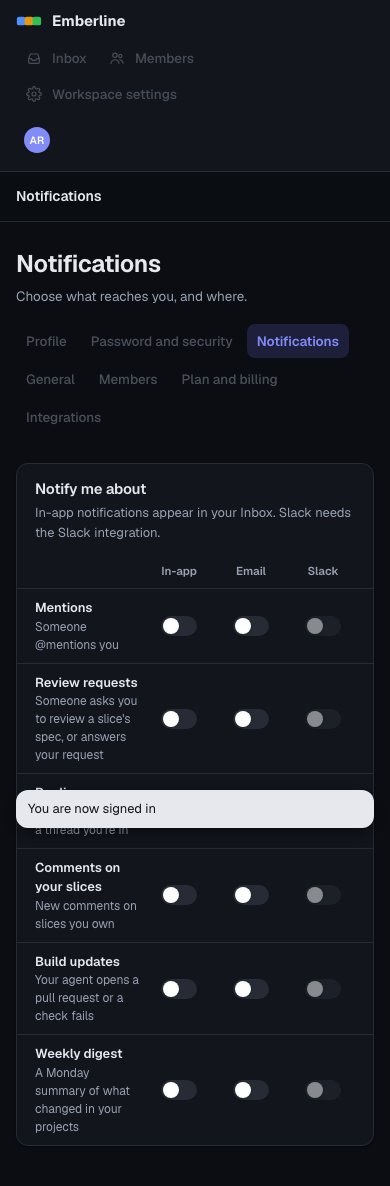 Emberline
Inbox
Members
Workspace settings
AR
Notifications
Notifications
Choose what reaches you, and where.
Profile
Password and security
Notifications
General
Members
Plan and billing
Integrations
Notify me about
In-app notifications appear in your Inbox. Slack needs
the Slack integration.
In-app
Email
Slack
Mentions
Someone
@mentions you
Review requests
Someone asks you
to review a slice's
spec, or answers
your request
You are now signed in
a thread you're in
Comments on
your slices
New comments on
slices you own
Build updates
Your agent opens a
pull request or a
check fails
Weekly digest
A Monday
summary of what
changed in your
projects